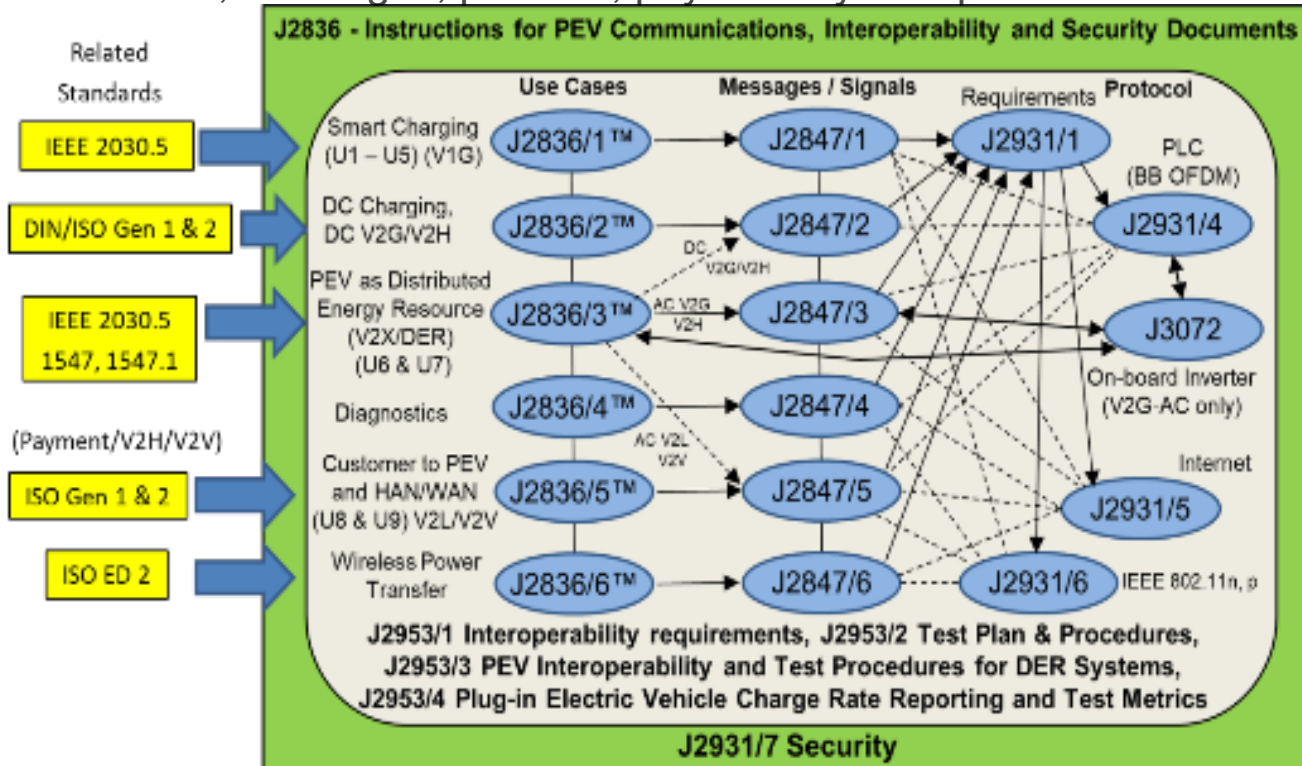 J2836 - Instructions for PEV Communications, Interoperability and Security Documents
Related
Standards
Use Cases
Messages / Signals
Requirements
Protocol
IEEE 2030.5
Smart Charging
(U1 – U5) (V1G)
J2836/1™
J2847/1
J2931/1
PLC
(BB OFDM)
DIN/ISO Gen 1 & 2
DC Charging,
DC V2G/V2H
J2836/2™
J2847/2
J2931/4
DC
V2G/V2H
IEEE 2030.5
1547, 1547.1
PEV as Distributed
Energy Resource
(V2X/DER)
(U6 & U7)
J2836/3™
AC V2G
V2H
J2847/3
J3072
On-board Inverter
(V2G-AC only)
Diagnostics
J2836/4™
J2847/4
AC V2L
V2V
(Payment/V2H/V2V)
ISO Gen 1 & 2
Customer to PEV
and HAN/WAN
(U8 & U9) V2L/V2V
J2836/5™
J2847/5
Internet
J2931/5
ISO ED 2
Wireless Power
Transfer
J2836/6™
J2847/6
J2931/6
IEEE 802.11n, p
J2953/1 Interoperability requirements, J2953/2 Test Plan & Procedures,
J2953/3 PEV Interoperability and Test Procedures for DER Systems,
J2953/4 Plug-in Electric Vehicle Charge Rate Reporting and Test Metrics
J2931/7 Security